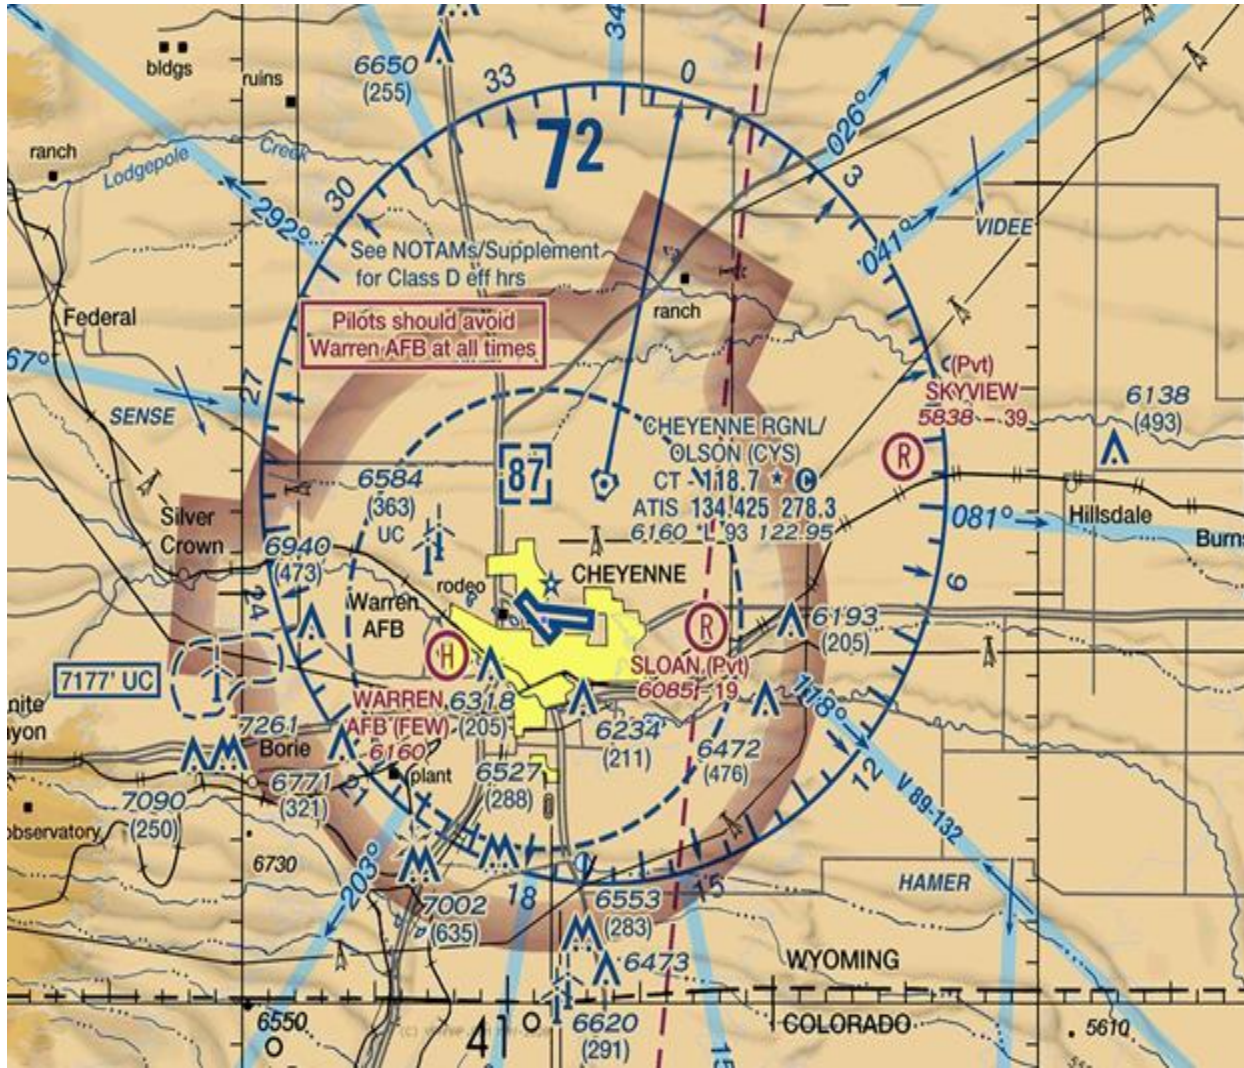 6650
(255)
bldgs
ruins
33
0
34
026°
72
ranch
Lodgepole
Creek
30
3
292°
041°
VIDEE
See NOTAMs/Supplement
for Class D eff hrs
Federal
Pilots should avoid
Warren AFB at all times
ranch
67°
27
SENSE
(Pvt)
SKYVIEW
5838 - 39
6138
(493)
CHEYENNE RGNL/
OLSON (CYS)
CT - 118.7 ★ C
ATIS 134.425 278.3
6160 *L 93 122.95
87
R
6584
(363)
UC
Silver
Crown
081°
Hillsdale
Burns
6940
(473)
24
6
rodeo
CHEYENNE
Warren
AFB
H
R
6193
(205)
SLOAN (Pvt)
6085 - 19
7177' UC
WARREN
AFB (FEW)
6160
6318
(205)
118°
nite
yon
7261
Borie
6234
(211)
6472
(476)
12
V 89-132
6771
(321)
21
plant
6527
(288)
7090
(250)
observatory
6730
203°
18
15
HAMER
7002
(635)
6553
(283)
6473
WYOMING
COLORADO
6550
41
6620
(291)
15
5610